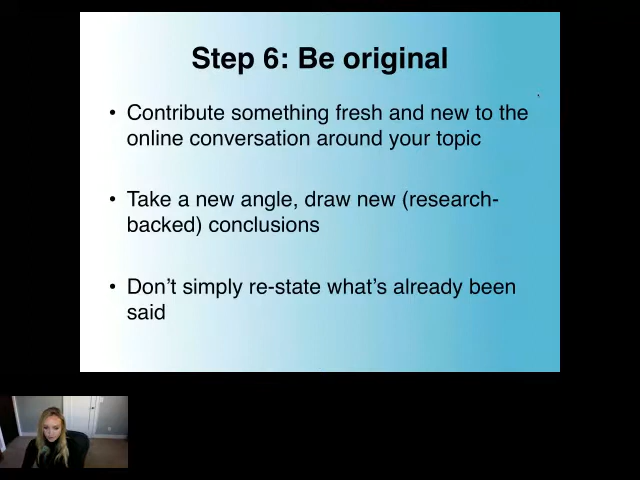 Step 6: Be original
• Contribute something fresh and new to the
online conversation around your topic
• Take a new angle, draw new (research-
backed) conclusions
• Don’t simply re-state what’s already been
said